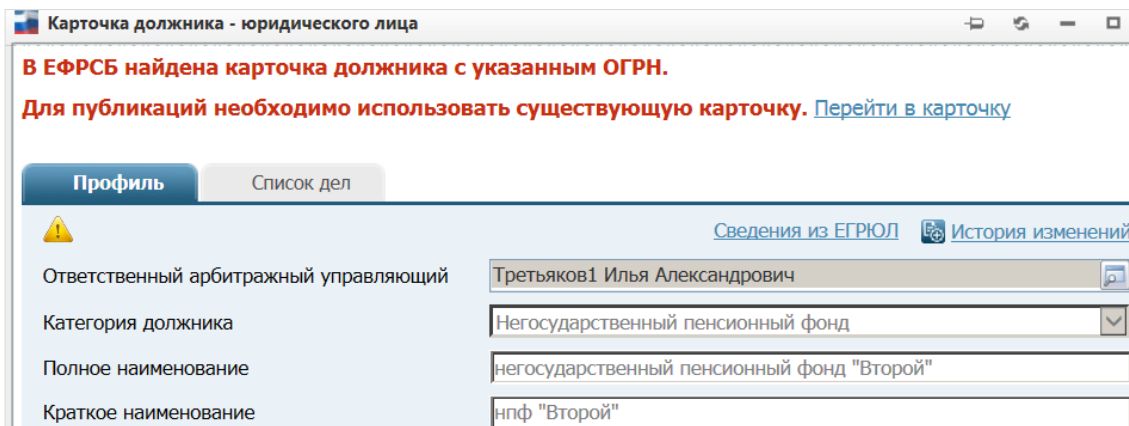 Карточка должника - юридического лица
В ЕФРСБ найдена карточка должника с указанным ОГРН.
Для публикаций необходимо использовать существующую карточку. Перейти в карточку
Профиль Список дел
Сведения из ЕГРЮЛ История изменений
Ответственный арбитражный управляющий Третьяков1 Илья Александрович
Категория должника Негосударственный пенсионный фонд
Полное наименование негосударственный пенсионный фонд "Второй"
Краткое наименование нпф "Второй"